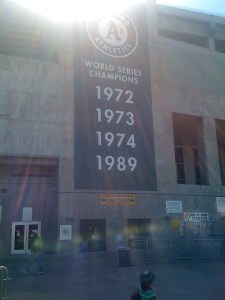 A's
ATHLETICS
WORLD SERIES
CHAMPIONS
1972
1973
1974
1989